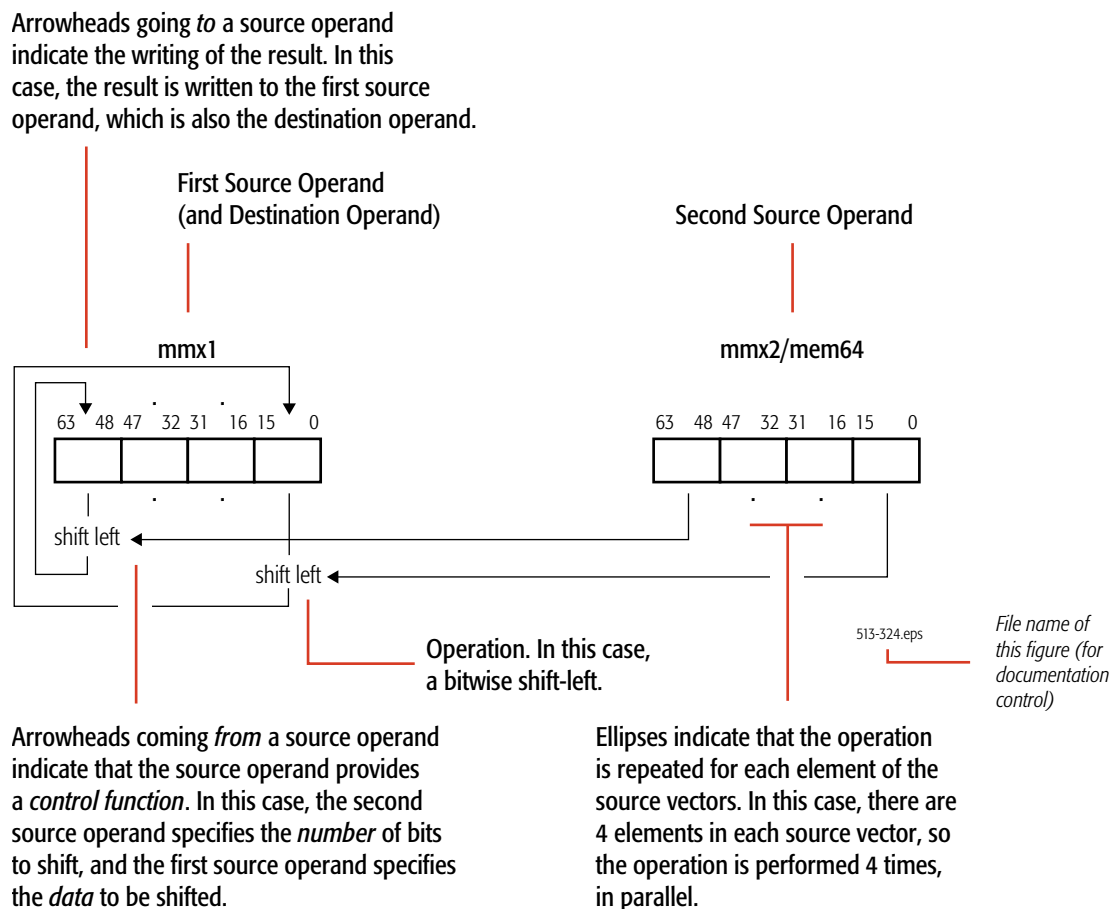 Arrowheads going to a source operand
indicate the writing of the result. In this
case, the result is written to the first source
operand, which is also the destination operand.
First Source Operand
(and Destination Operand)
Second Source Operand
mmx1
mmx2/mem64
. .
63 48 47 32 31 16 15 0
63 48 47 32 31 16 15 0
. .
. .
shift left
shift left
Operation. In this case,
a bitwise shift-left.
513-324.eps
File name of
this figure (for
documentation
control)
Arrowheads coming from a source operand
indicate that the source operand provides
a control function. In this case, the second
source operand specifies the number of bits
to shift, and the first source operand specifies
the data to be shifted.
Ellipses indicate that the operation
is repeated for each element of the
source vectors. In this case, there are
4 elements in each source vector, so
the operation is performed 4 times,
in parallel.